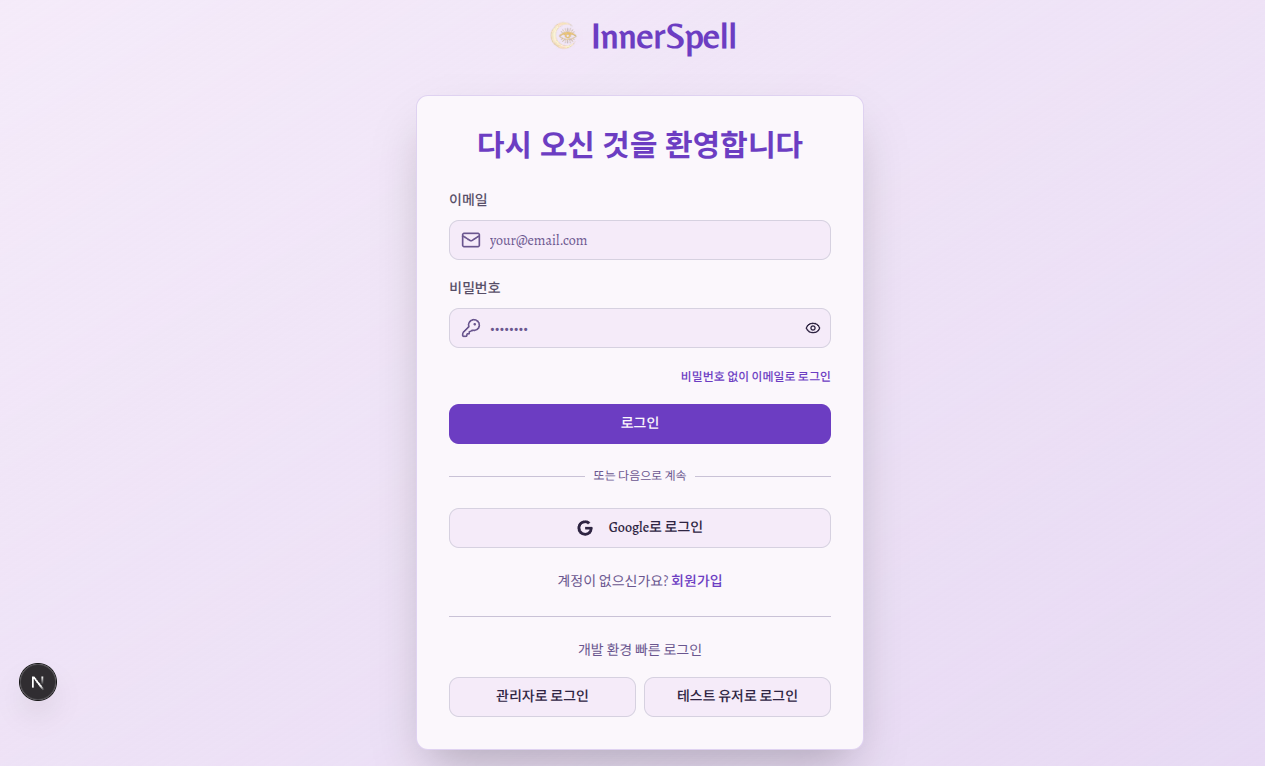 InnerSpell
다시 오신 것을 환영합니다
이메일
your@email.com
비밀번호
••••••••
비밀번호 없이 이메일로 로그인
로그인
또는 다음으로 계속
G Google로 로그인
계정이 없으신가요? 회원가입
개발 환경 빠른 로그인
관리자로 로그인 테스트 유저로 로그인
N